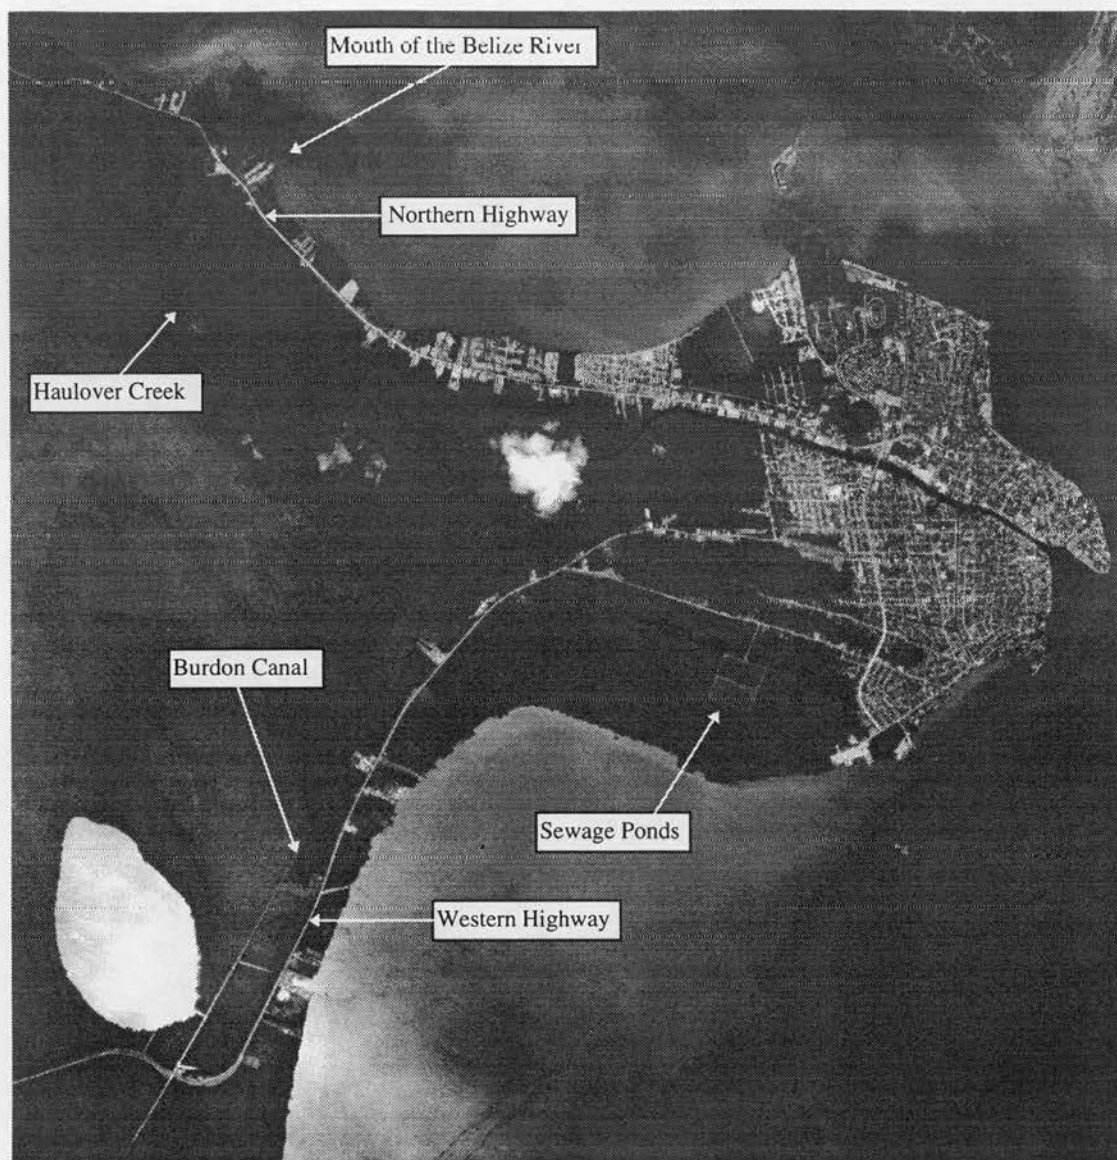 Mouth of the Belize River
Northern Highway
Haulover Creek
Burdon Canal
Sewage Ponds
Western Highway